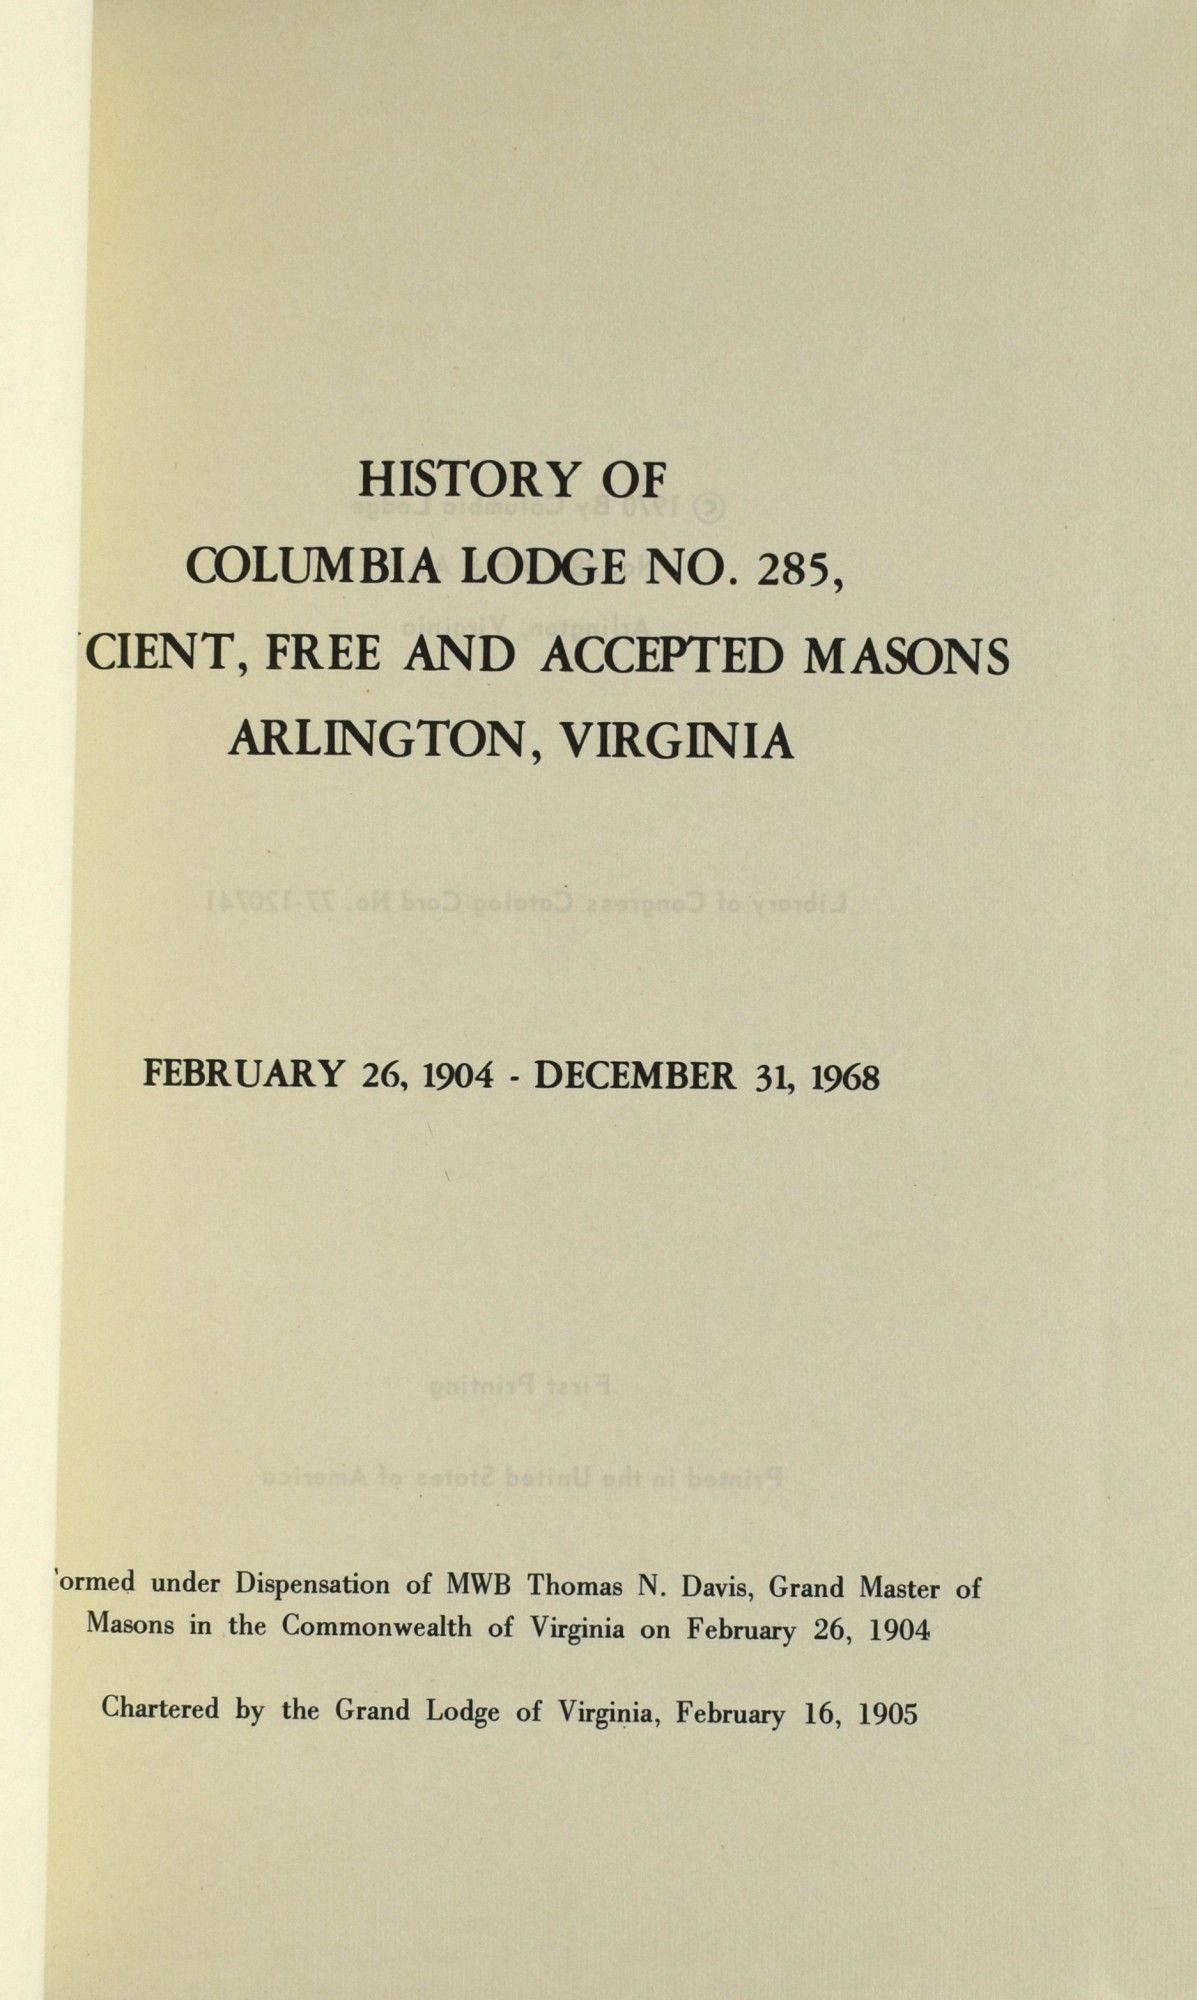 HISTORY OF
COLUMBIA LODGE NO. 285,
CIENT, FREE AND ACCEPTED MASONS
ARLINGTON, VIRGINIA
FEBRUARY 26, 1904 - DECEMBER 31, 1968
ormed under Dispensation of MWB Thomas N. Davis, Grand Master of
Masons in the Commonwealth of Virginia on February 26, 1904
Chartered by the Grand Lodge of Virginia, February 16, 1905